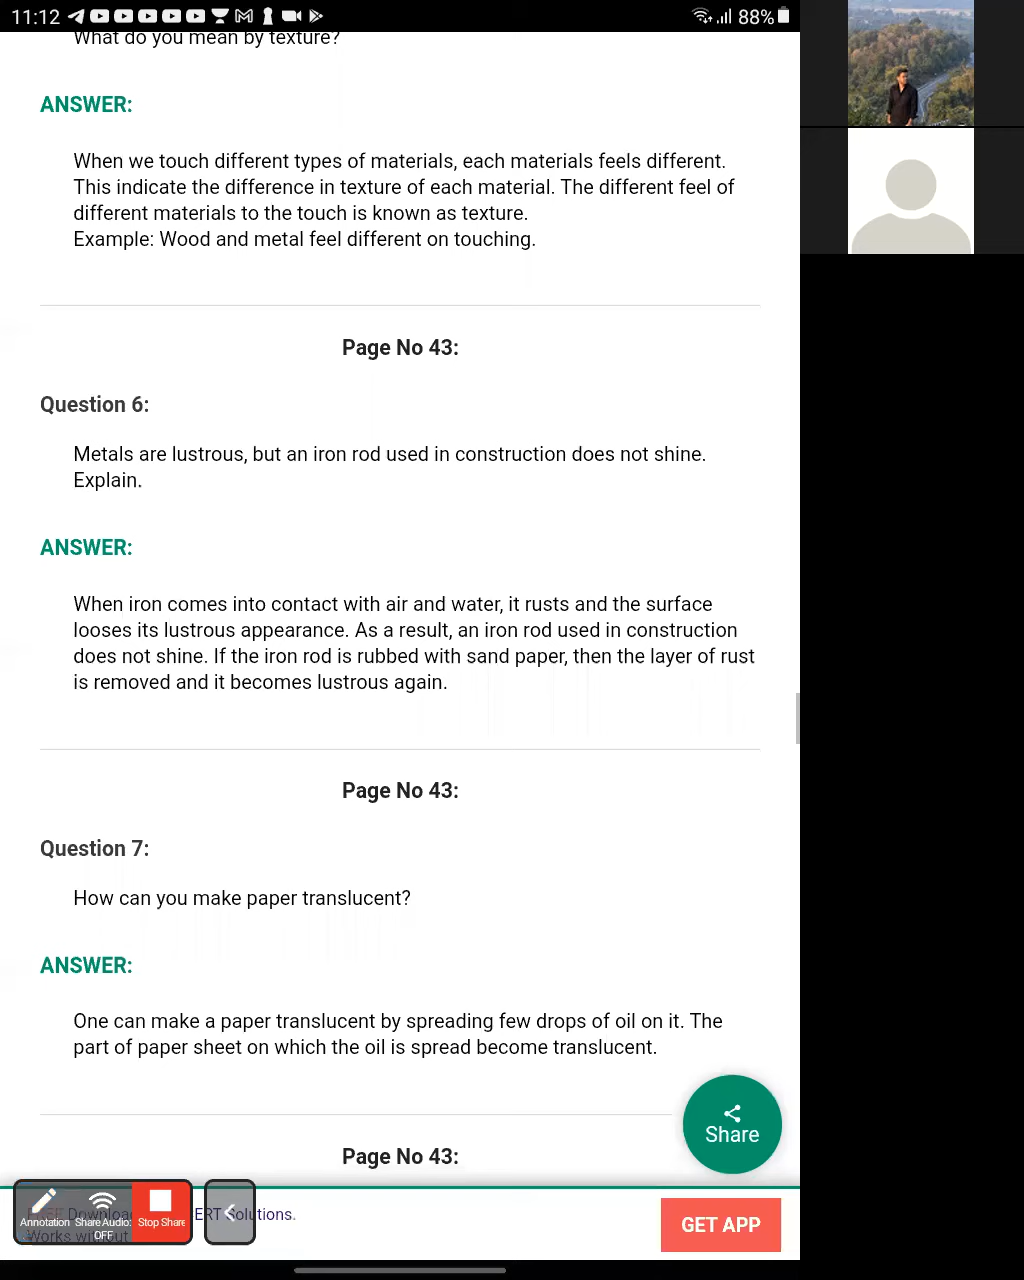 11:12
88%
What do you mean by texture?
ANSWER:
When we touch different types of materials, each materials feels different.
This indicate the difference in texture of each material. The different feel of
different materials to the touch is known as texture.
Example: Wood and metal feel different on touching.
Page No 43:
Question 6:
Metals are lustrous, but an iron rod used in construction does not shine.
Explain.
ANSWER:
When iron comes into contact with air and water, it rusts and the surface
looses its lustrous appearance. As a result, an iron rod used in construction
does not shine. If the iron rod is rubbed with sand paper, then the layer of rust
is removed and it becomes lustrous again.
Page No 43:
Question 7:
How can you make paper translucent?
ANSWER:
One can make a paper translucent by spreading few drops of oil on it. The
part of paper sheet on which the oil is spread become translucent.
Share
Page No 43:
FREE Download ERT Solutions.
Works without
Annotation
Share Audio:
OFF
Stop Share
GET APP